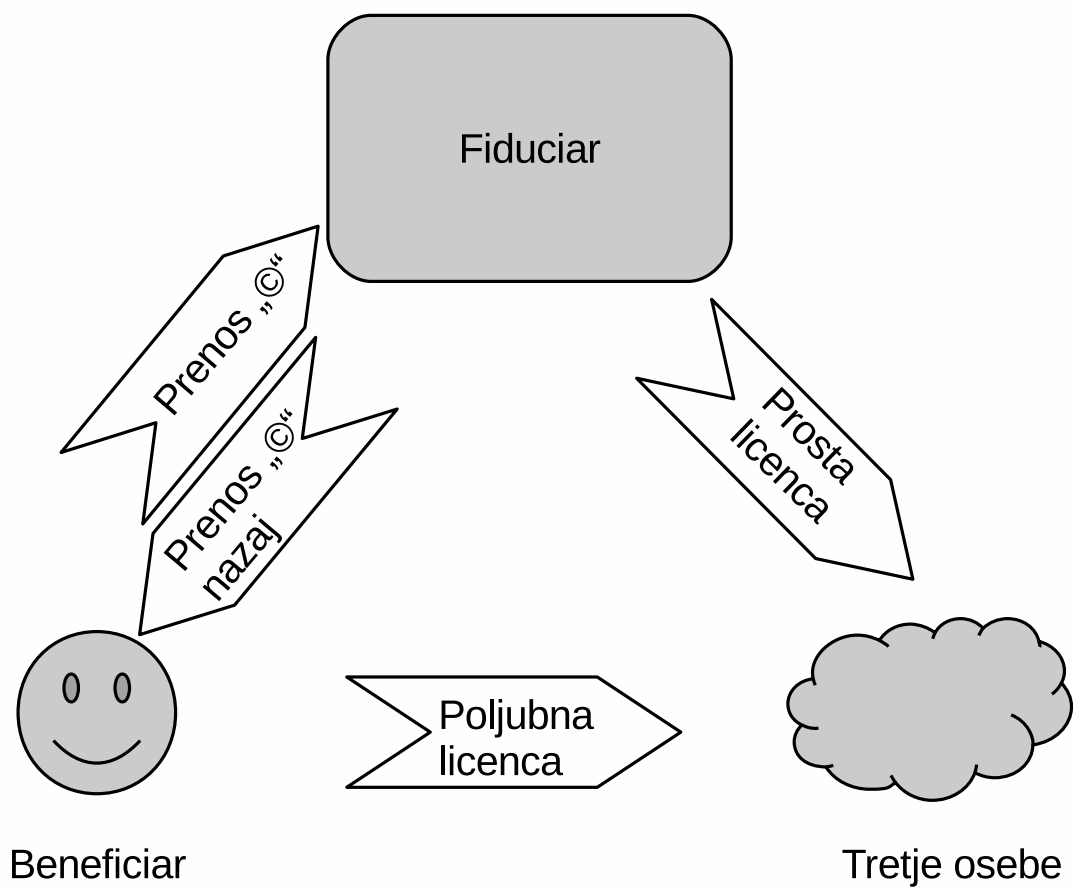 Fiduciar
Prenos „©“
Prenos „©“
nazaj
Prosta
licenca
Poljubna
licenca
Beneficiar
Tretje osebe